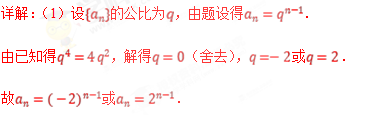 详解：（1）设{aₙ}的公比为q，由题设得aₙ=qⁿ⁻¹．
由已知得q⁴=4q²，解得q=0（舍去），q=−2或q=2．
故aₙ=(−2)ⁿ⁻¹或aₙ=2ⁿ⁻¹．